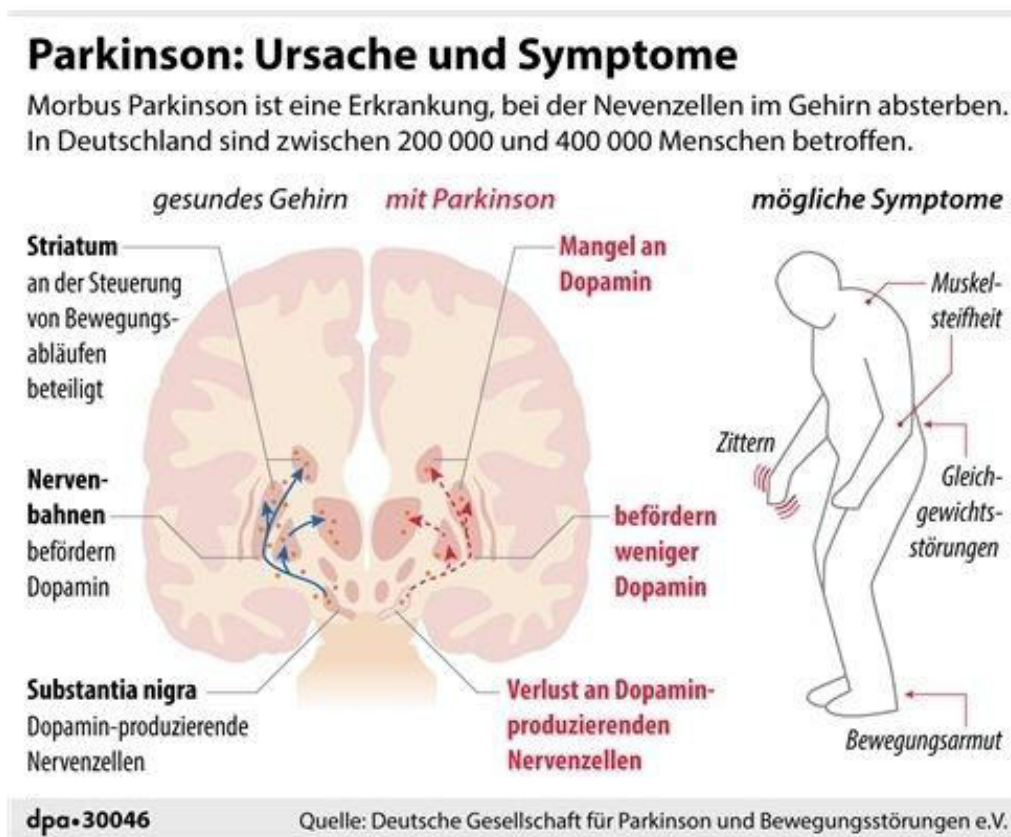 Parkinson: Ursache und Symptome
Morbus Parkinson ist eine Erkrankung, bei der Nevenzellen im Gehirn absterben.
In Deutschland sind zwischen 200 000 und 400 000 Menschen betroffen.
gesundes Gehirn
mit Parkinson
mögliche Symptome
Striatum
an der Steuerung
von Bewegungs-
abläufen
beteiligt
Mangel an
Dopamin
Nerven-
bahnen
befördern
Dopamin
befördern
weniger
Dopamin
Substantia nigra
Dopamin-produzierende
Nervenzellen
Verlust an Dopamin-
produzierenden
Nervenzellen
Muskel-
steifheit
Zittern
Gleich-
gewichts-
störungen
Bewegungsarmut
dpa•30046
Quelle: Deutsche Gesellschaft für Parkinson und Bewegungsstörungen e.V.